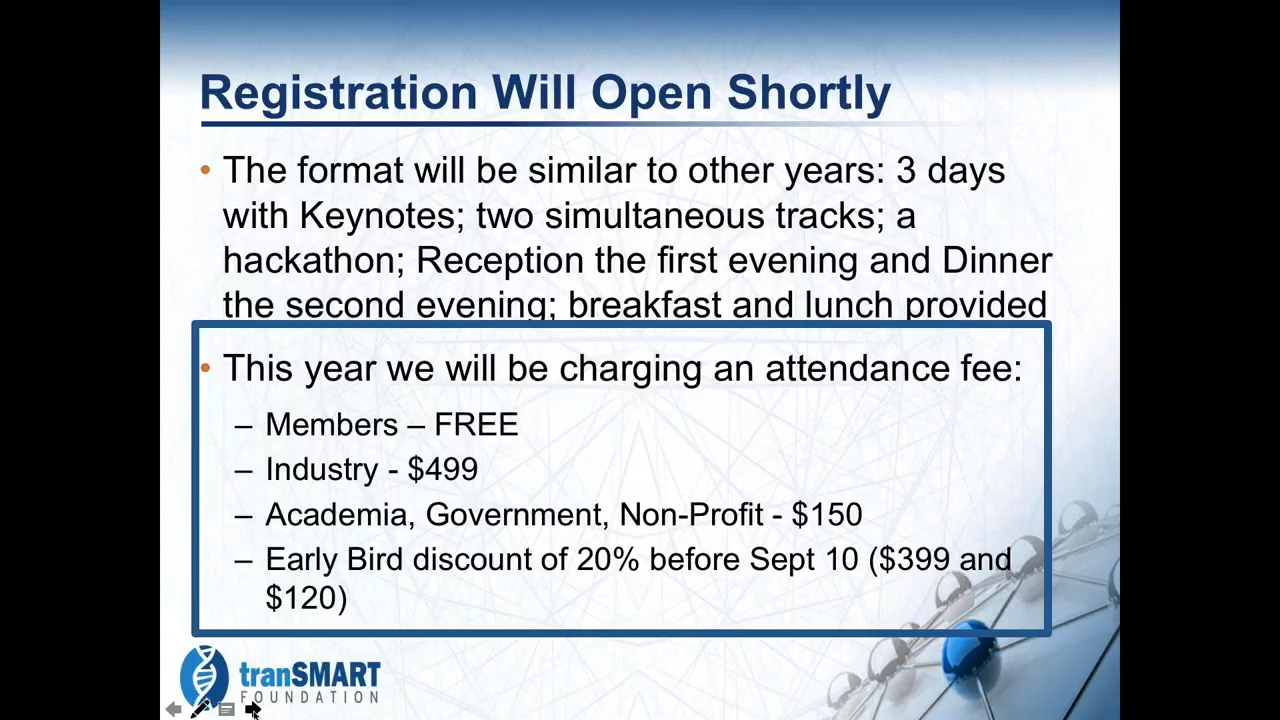 Registration Will Open Shortly
• The format will be similar to other years: 3 days
with Keynotes; two simultaneous tracks; a
hackathon; Reception the first evening and Dinner
the second evening; breakfast and lunch provided
• This year we will be charging an attendance fee:
– Members – FREE
– Industry - $499
– Academia, Government, Non-Profit - $150
– Early Bird discount of 20% before Sept 10 ($399 and
$120)
tranSMART
FOUNDATION